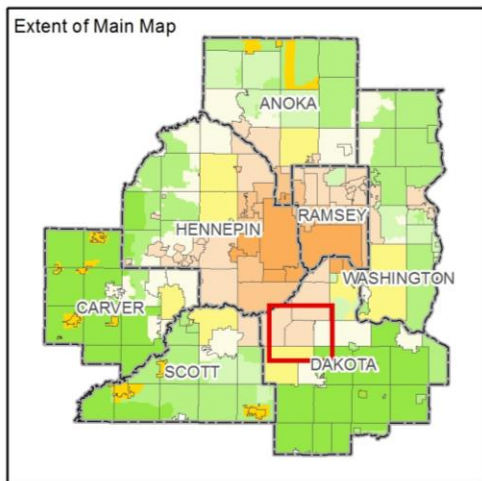 Extent of Main Map
ANOKA
HENNEPIN
RAMSEY
WASHINGTON
CARVER
SCOTT
DAKOTA